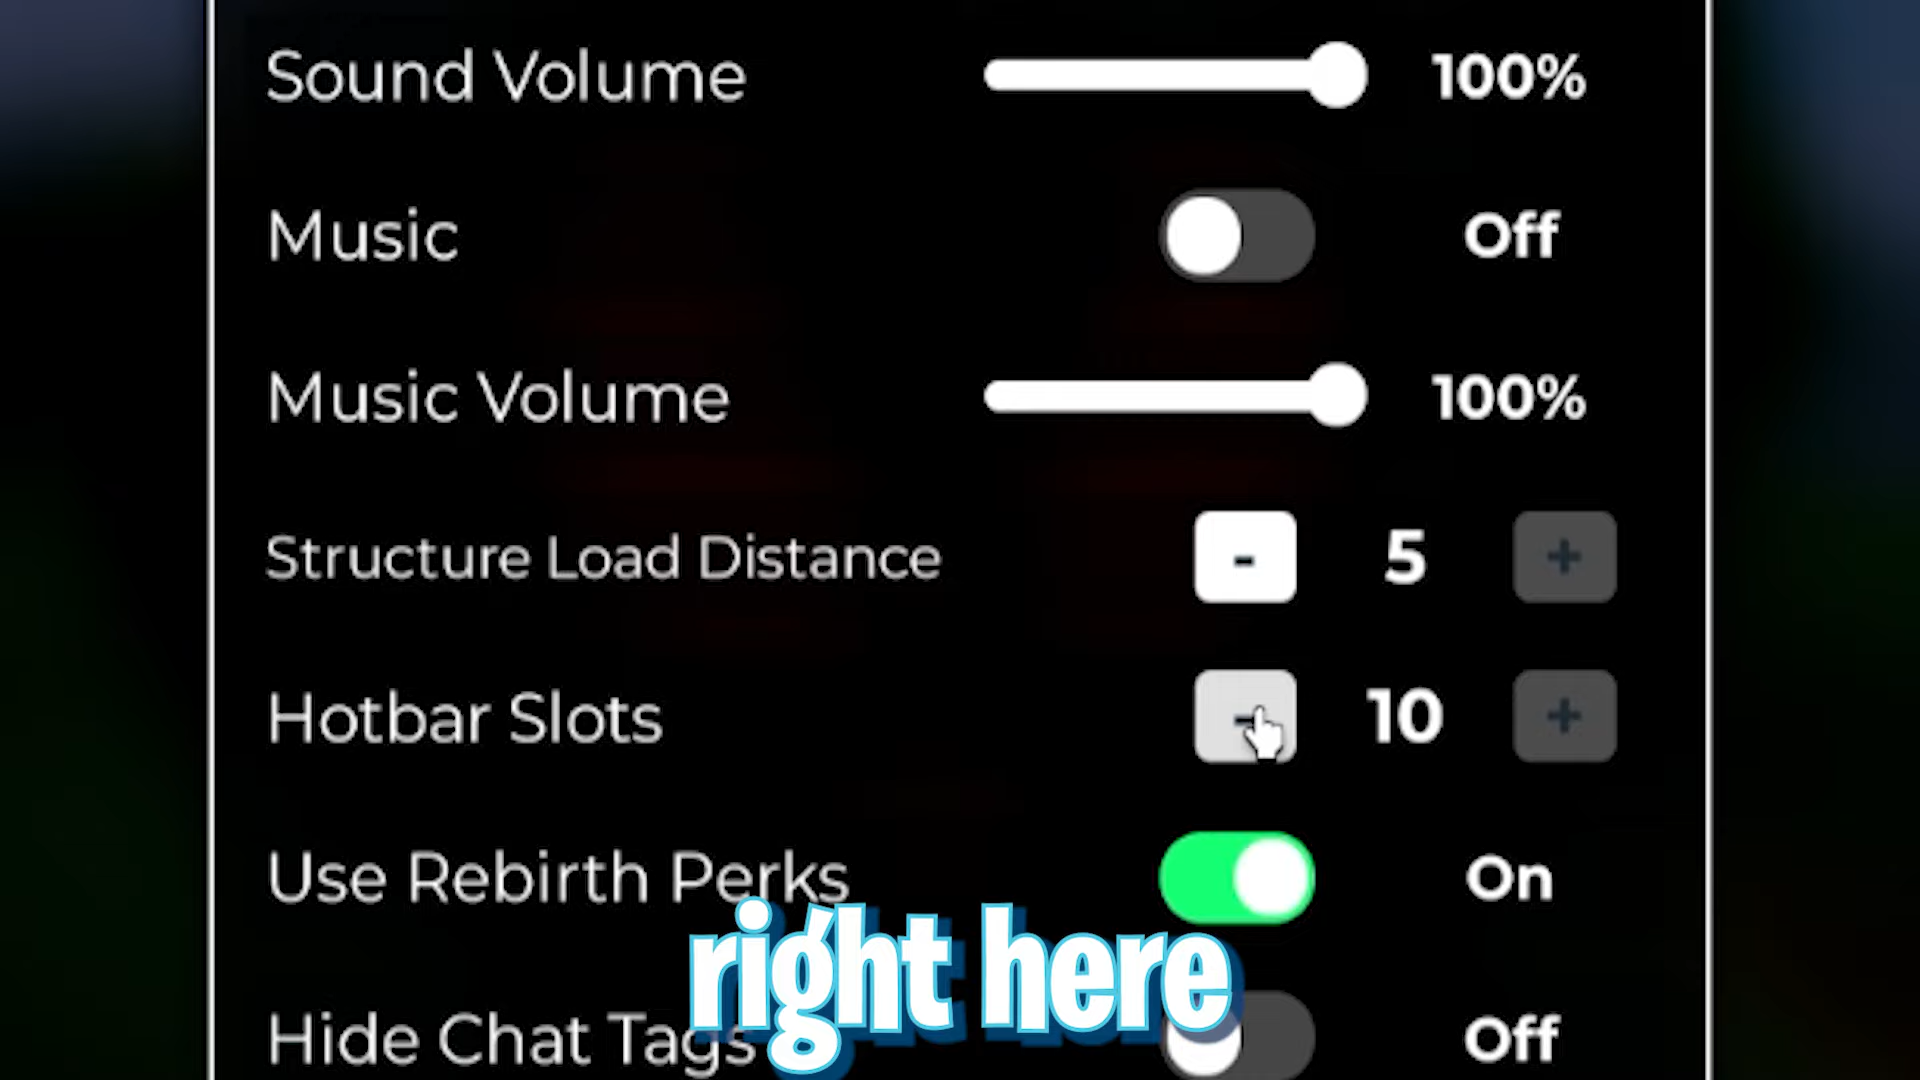 Sound Volume 100%
Music Off
Music Volume 100%
Structure Load Distance - 5 +
Hotbar Slots - 10 +
Use Rebirth Perks On
right here
Hide Chat Tags Off